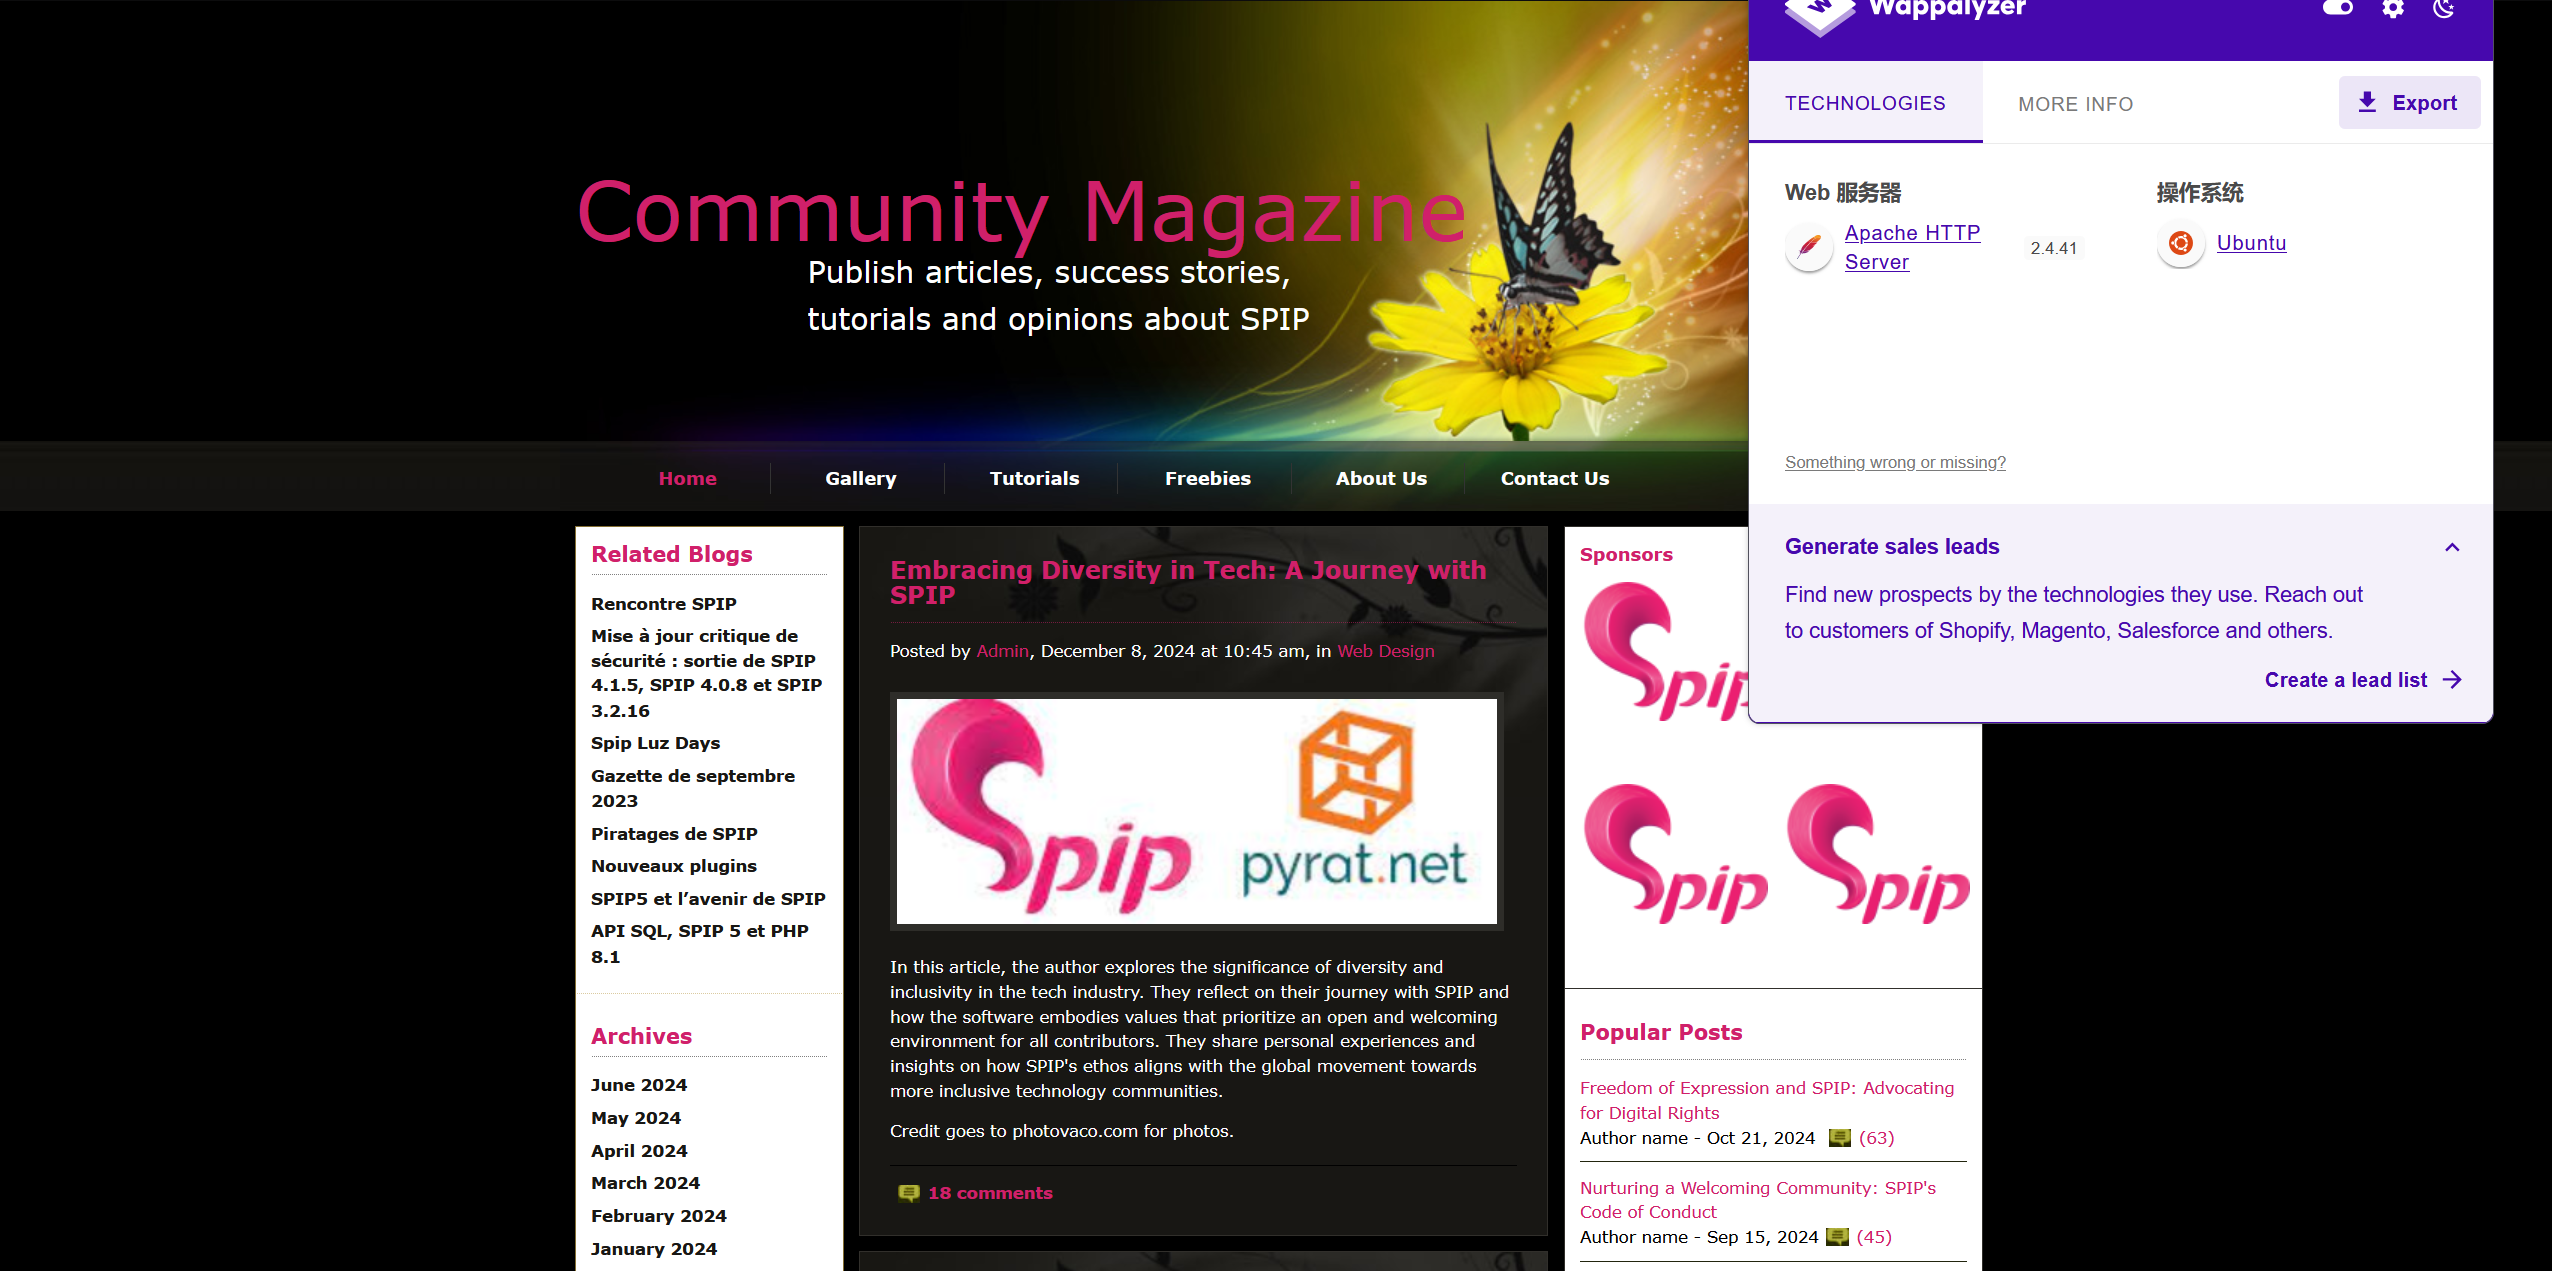 Community Magazine
Publish articles, success stories,
tutorials and opinions about SPIP
Home
Gallery
Tutorials
Freebies
About Us
Contact Us
Related Blogs
Rencontre SPIP
Mise à jour critique de
sécurité : sortie de SPIP
4.1.5, SPIP 4.0.8 et SPIP
3.2.16
Spip Luz Days
Gazette de septembre
2023
Piratages de SPIP
Nouveaux plugins
SPIP5 et l’avenir de SPIP
API SQL, SPIP 5 et PHP
8.1
Archives
June 2024
May 2024
April 2024
March 2024
February 2024
January 2024
Embracing Diversity in Tech: A Journey with
SPIP
Posted by Admin, December 8, 2024 at 10:45 am, in Web Design
Spip
pyrat.net
In this article, the author explores the significance of diversity and
inclusivity in the tech industry. They reflect on their journey with SPIP and
how the software embodies values that prioritize an open and welcoming
environment for all contributors. They share personal experiences and
insights on how SPIP's ethos aligns with the global movement towards
more inclusive technology communities.
Credit goes to photovaco.com for photos.
18 comments
Sponsors
Spip
Spip
Spip
Popular Posts
Freedom of Expression and SPIP: Advocating
for Digital Rights
Author name - Oct 21, 2024 (63)
Nurturing a Welcoming Community: SPIP's
Code of Conduct
Author name - Sep 15, 2024 (45)
Wappalyzer
TECHNOLOGIES
MORE INFO
Export
Web 服务器
Apache HTTP
Server
2.4.41
操作系统
Ubuntu
Something wrong or missing?
Generate sales leads
Find new prospects by the technologies they use. Reach out
to customers of Shopify, Magento, Salesforce and others.
Create a lead list